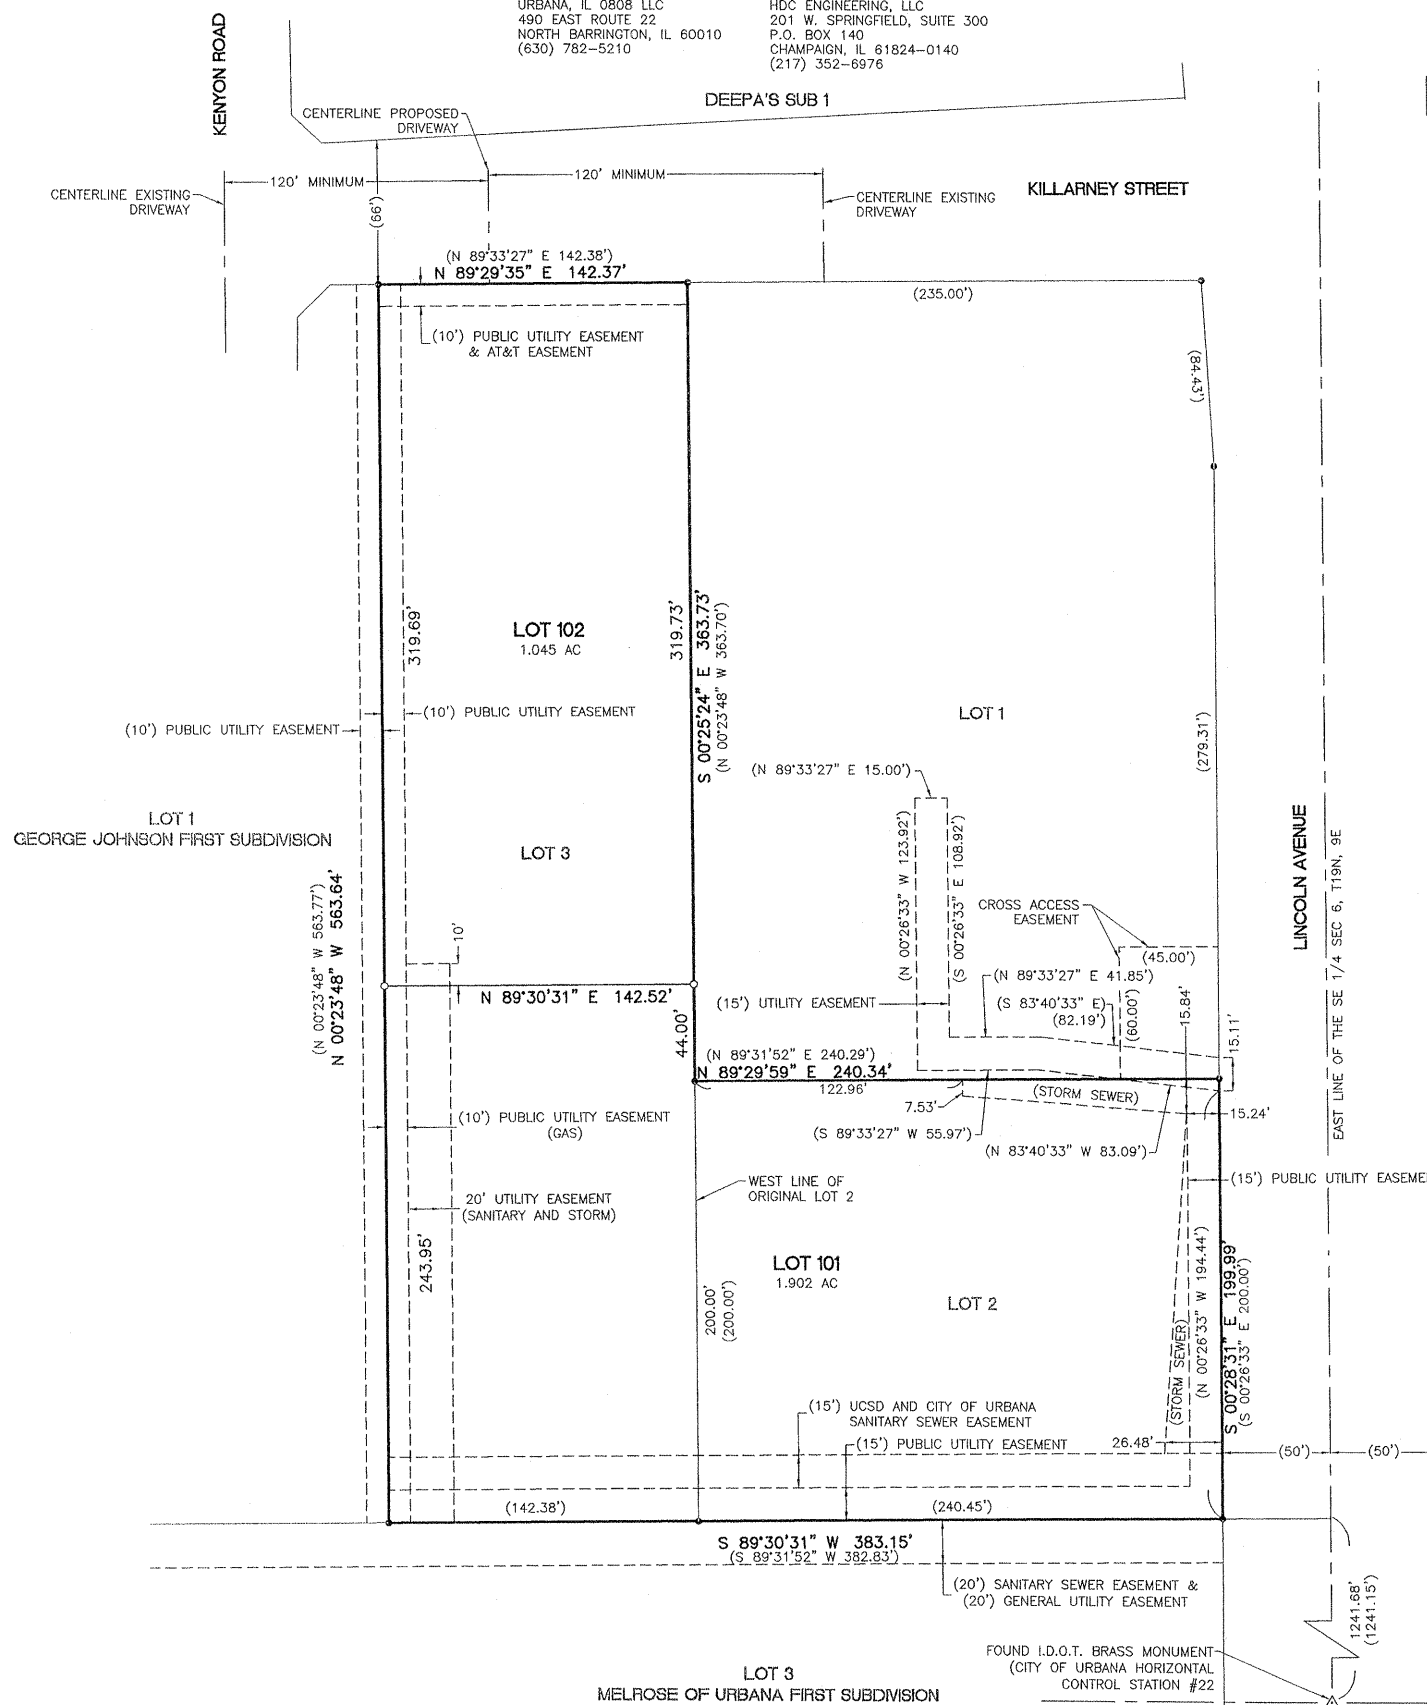 URBANA, IL 0808 LLC
490 EAST ROUTE 22
NORTH BARRINGTON, IL 60010
(630) 782-5210
HDC ENGINEERING, LLC
201 W. SPRINGFIELD, SUITE 300
P.O. BOX 140
CHAMPAIGN, IL 61824-0140
(217) 352-6976
KENYON ROAD
DEEPA'S SUB 1
CENTERLINE PROPOSED
DRIVEWAY
120' MINIMUM
120' MINIMUM
CENTERLINE EXISTING
DRIVEWAY
CENTERLINE EXISTING
DRIVEWAY
KILLARNEY STREET
(66')
(N 89°33'27" E 142.38')
N 89°29'35" E 142.37'
(235.00')
(10') PUBLIC UTILITY EASEMENT
& AT&T EASEMENT
(84.43')
319.69'
LOT 102
1.045 AC
319.73'
S 00°25'24" E 363.73'
(N 00°23'48" W 363.70')
(10') PUBLIC UTILITY EASEMENT
(10') PUBLIC UTILITY EASEMENT
LOT 1
(279.31')
(N 89°33'27" E 15.00')
LOT 1
GEORGE JOHNSON FIRST SUBDIVISION
LOT 3
(N 00°26'33" W 123.92')
(S 00°26'33" E 108.92')
LINCOLN AVENUE
EAST LINE OF THE SE 1/4 SEC 6, T19N, 9E
(N 00°23'48" W 563.77')
N 00°23'48" W 563.64'
CROSS ACCESS
EASEMENT
(45.00')
10'
N 89°30'31" E 142.52'
(15') UTILITY EASEMENT
(N 89°33'27" E 41.85')
(S 83°40'33" E)
(82.19')
(60.00')
15.84'
15.11'
44.00'
(N 89°31'52" E 240.29')
N 89°29'59" E 240.34'
122.96'
7.53'
(STORM SEWER)
15.24'
(S 89°33'27" W 55.97')
(N 83°40'33" W 83.09')
(10') PUBLIC UTILITY EASEMENT
(GAS)
WEST LINE OF
ORIGINAL LOT 2
(15') PUBLIC UTILITY EASEME
20' UTILITY EASEMENT
(SANITARY AND STORM)
243.95'
LOT 101
1.902 AC
LOT 2
200.00'
(200.00')
(STORM SEWER)
(N 00°26'33" W 194.44')
S 00°28'31" E 199.99'
(S 00°26'33" E 200.00')
(15') UCSD AND CITY OF URBANA
SANITARY SEWER EASEMENT
(15') PUBLIC UTILITY EASEMENT
26.48'
(50')
(50')
(142.38')
(240.45')
S 89°30'31" W 383.15'
(S 89°31'52" W 382.83')
(20') SANITARY SEWER EASEMENT &
(20') GENERAL UTILITY EASEMENT
1241.68'
(1241.15')
FOUND I.D.O.T. BRASS MONUMENT
(CITY OF URBANA HORIZONTAL
CONTROL STATION #22
LOT 3
MELROSE OF URBANA FIRST SUBDIVISION